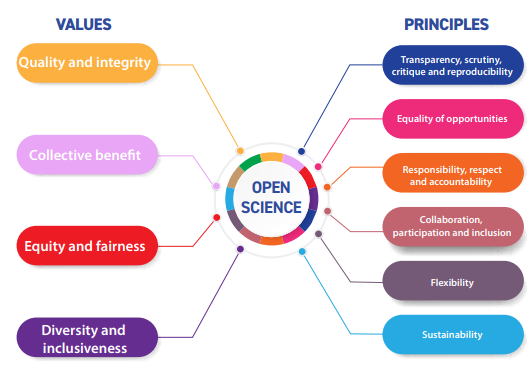 VALUES
Quality and integrity
Collective benefit
Equity and fairness
Diversity and
inclusiveness
OPEN
SCIENCE
PRINCIPLES
Transparency, scrutiny,
critique and reproducibility
Equality of opportunities
Responsibility, respect
and accountability
Collaboration,
participation and inclusion
Flexibility
Sustainability